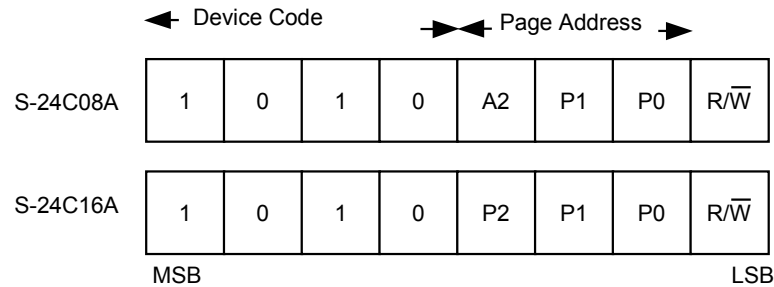 Device Code Page Address
S-24C08A 1 0 1 0 A2 P1 P0 R/W̅
S-24C16A 1 0 1 0 P2 P1 P0 R/W̅
MSB LSB